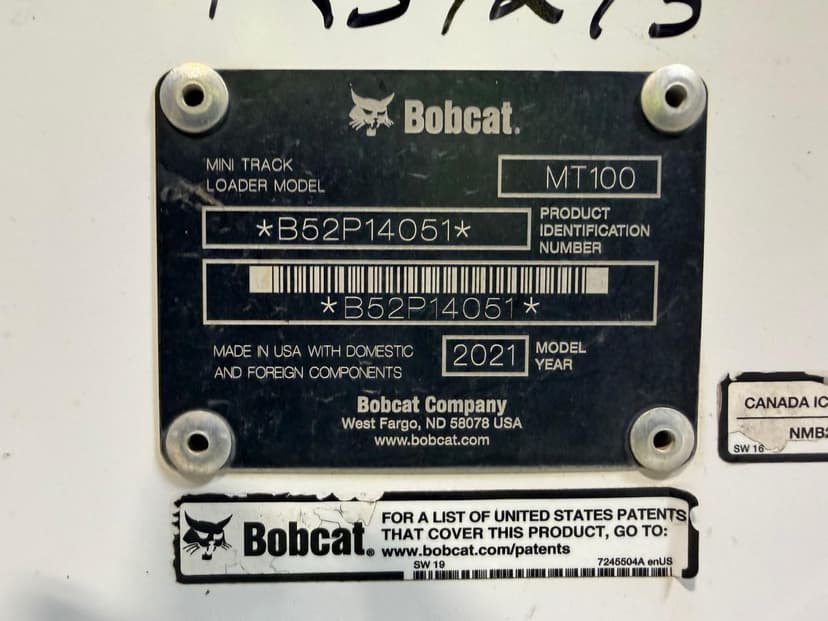 Bobcat.
MINI TRACK
LOADER MODEL
MT100
*B52P14051*
PRODUCT
IDENTIFICATION
NUMBER
*B52P14051*
MADE IN USA WITH DOMESTIC
AND FOREIGN COMPONENTS
2021
MODEL
YEAR
Bobcat Company
West Fargo, ND 58078 USA
www.bobcat.com
CANADA IC
SW 16
Bobcat®
FOR A LIST OF UNITED STATES PATENTS
THAT COVER THIS PRODUCT, GO TO:
www.bobcat.com/patents
SW 19
7245504A enUS